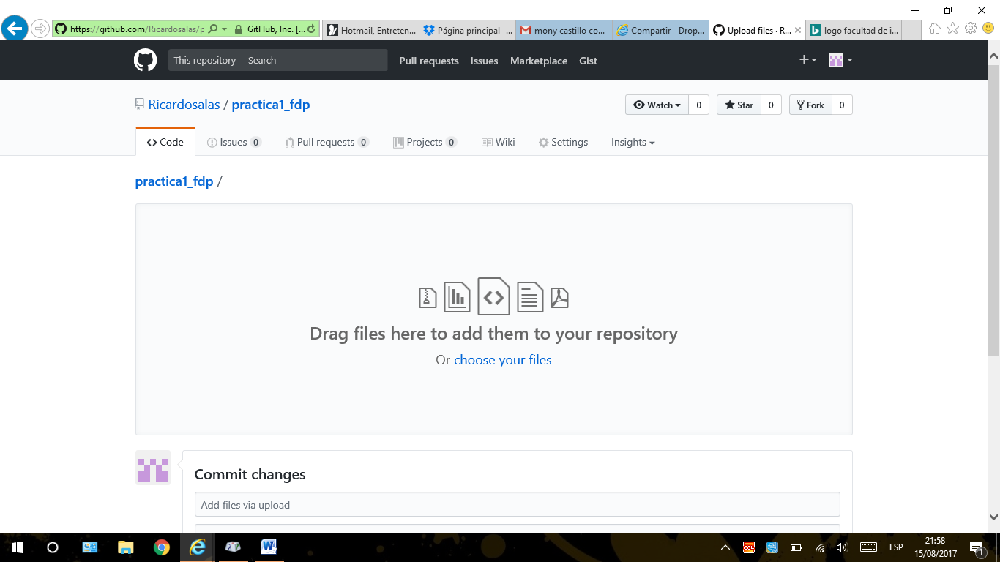 https://github.com/Ricardosalas/p
GitHub, Inc. [...
Hotmail, Entreten...
Página principal -...
mony castillo co...
Compartir - Drop...
Upload files · R...
logo facultad de i...
This repository
Search
Pull requests
Issues
Marketplace
Gist
Ricardosalas / practica1_fdp
Watch 0
Star 0
Fork 0
Code
Issues 0
Pull requests 0
Projects 0
Wiki
Settings
Insights
practica1_fdp /
Drag files here to add them to your repository
Or choose your files
Commit changes
Add files via upload
ESP
21:58
15/08/2017
1